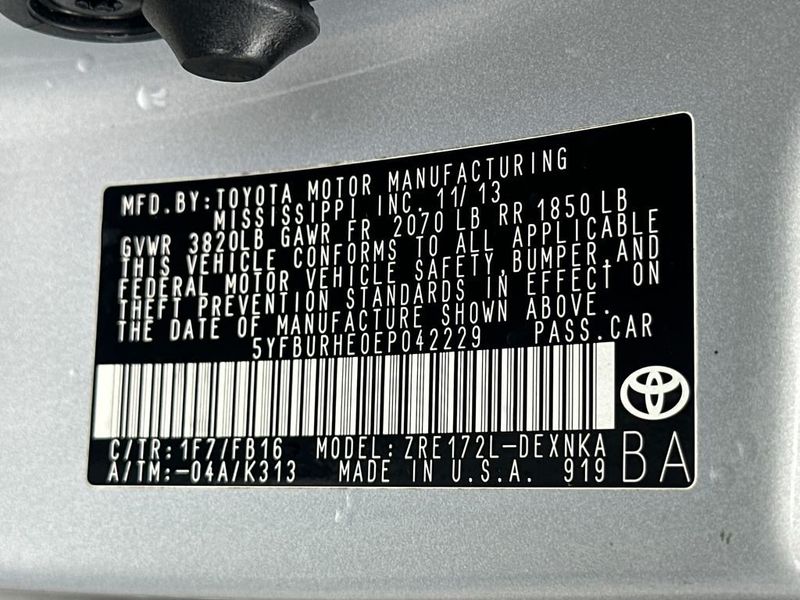 MFD.BY:TOYOTA MOTOR MANUFACTURING
MISSISSIPPI INC. 11/13
GVWR 3820LB GAWR FR 2070 LB RR 1850 LB
THIS VEHICLE CONFORMS TO ALL APPLICABLE
FEDERAL MOTOR VEHICLE SAFETY,BUMPER,AND
THEFT PREVENTION STANDARDS IN EFFECT ON
THE DATE OF MANUFACTURE SHOWN ABOVE.
5YFBURHE0EP042229 PASS.CAR
C/TR:1F7/FB16 MODEL:ZRE172L-DEXNKA
A/TM:-04A/K313 MADE IN U.S.A. 919 BA